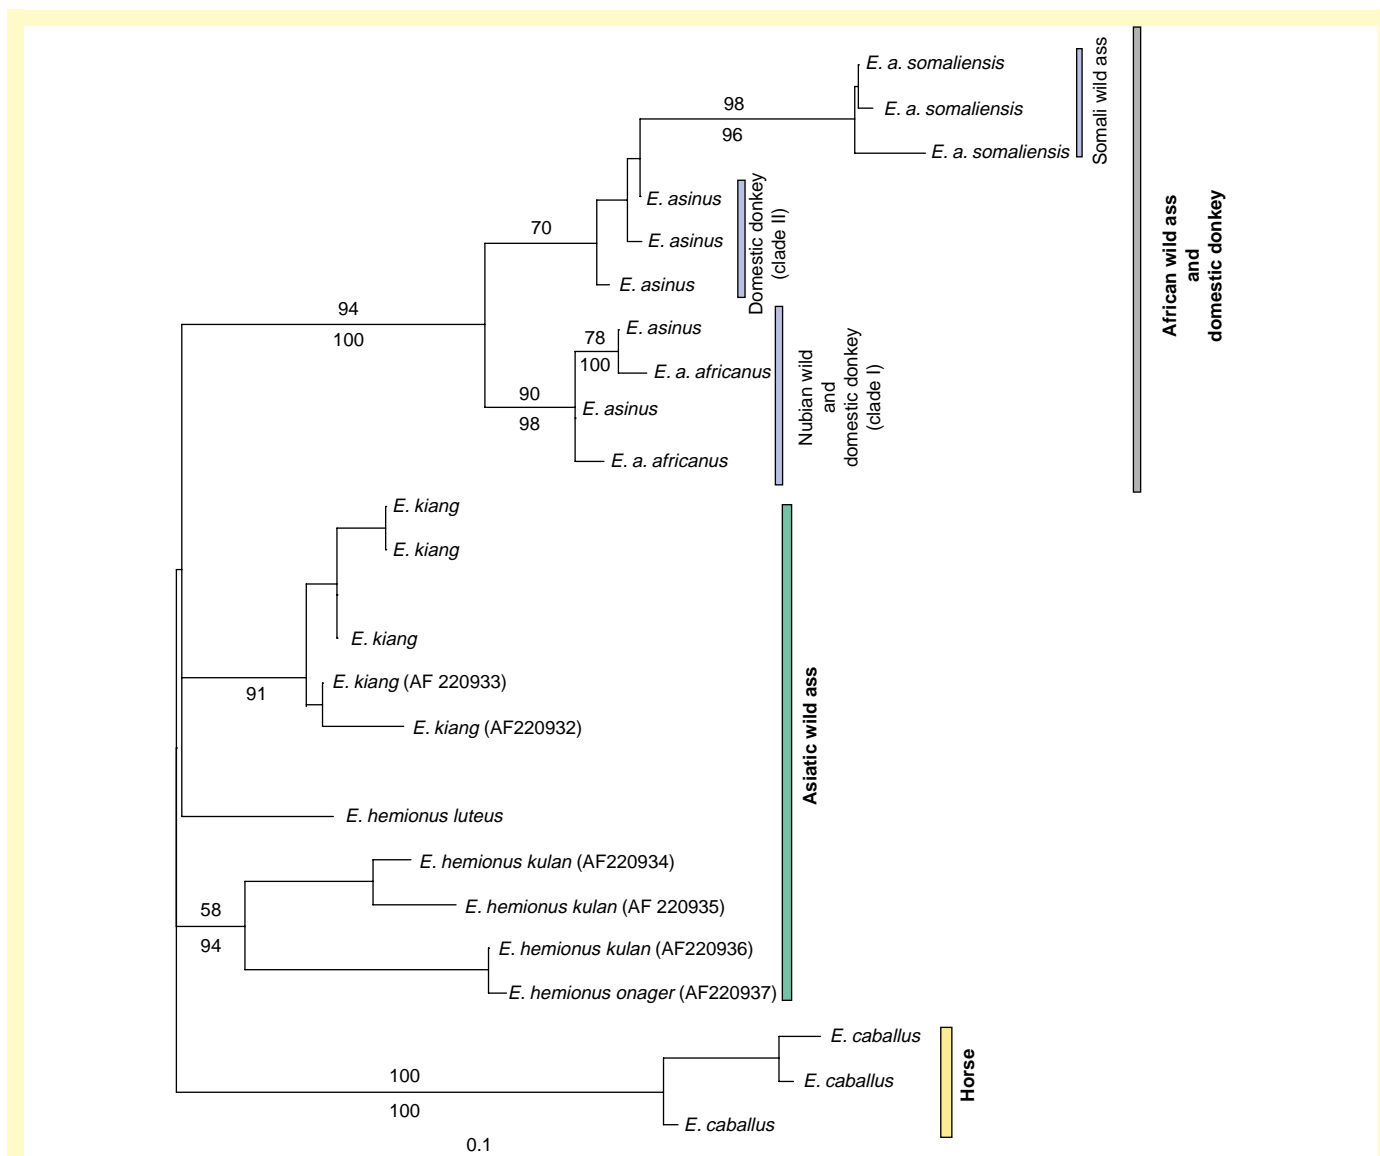 E. a. somaliensis
98
E. a. somaliensis
96
E. a. somaliensis
Somali wild ass
E. asinus
70
E. asinus
E. asinus
Domestic donkey
(clade II)
African wild ass
and
domestic donkey
94
100
E. asinus
78
100
E. a. africanus
90
E. asinus
98
E. a. africanus
Nubian wild
and
domestic donkey
(clade I)
E. kiang
E. kiang
E. kiang
E. kiang (AF 220933)
91
E. kiang (AF220932)
Asiatic wild ass
E. hemionus luteus
E. hemionus kulan (AF220934)
58
E. hemionus kulan (AF 220935)
94
E. hemionus kulan (AF220936)
E. hemionus onager (AF220937)
E. caballus
100
E. caballus
100
E. caballus
Horse
0.1